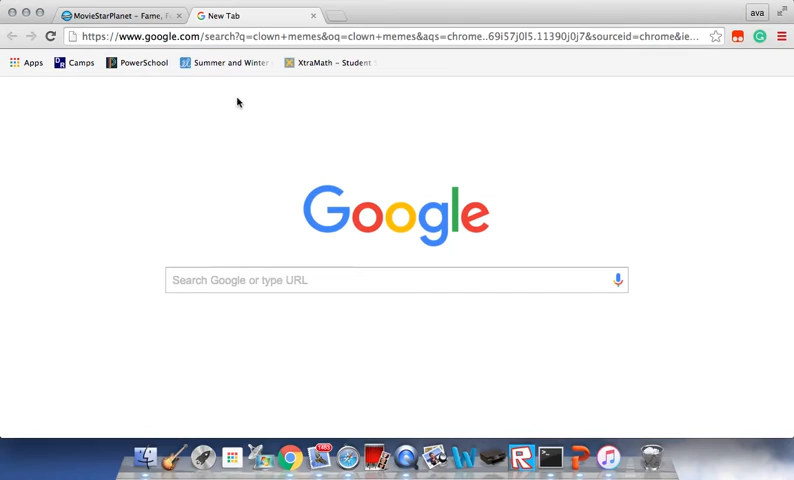 MovieStarPlanet - Fame, F
New Tab
ava
https://www.google.com/search?q=clown+memes&oq=clown+memes&aqs=chrome..69i57j0l5.11390j0j7&sourceid=chrome&ie...
Apps
DR
Camps
PowerSchool
Summer and Winter
XtraMath - Student
Google
Search Google or type URL